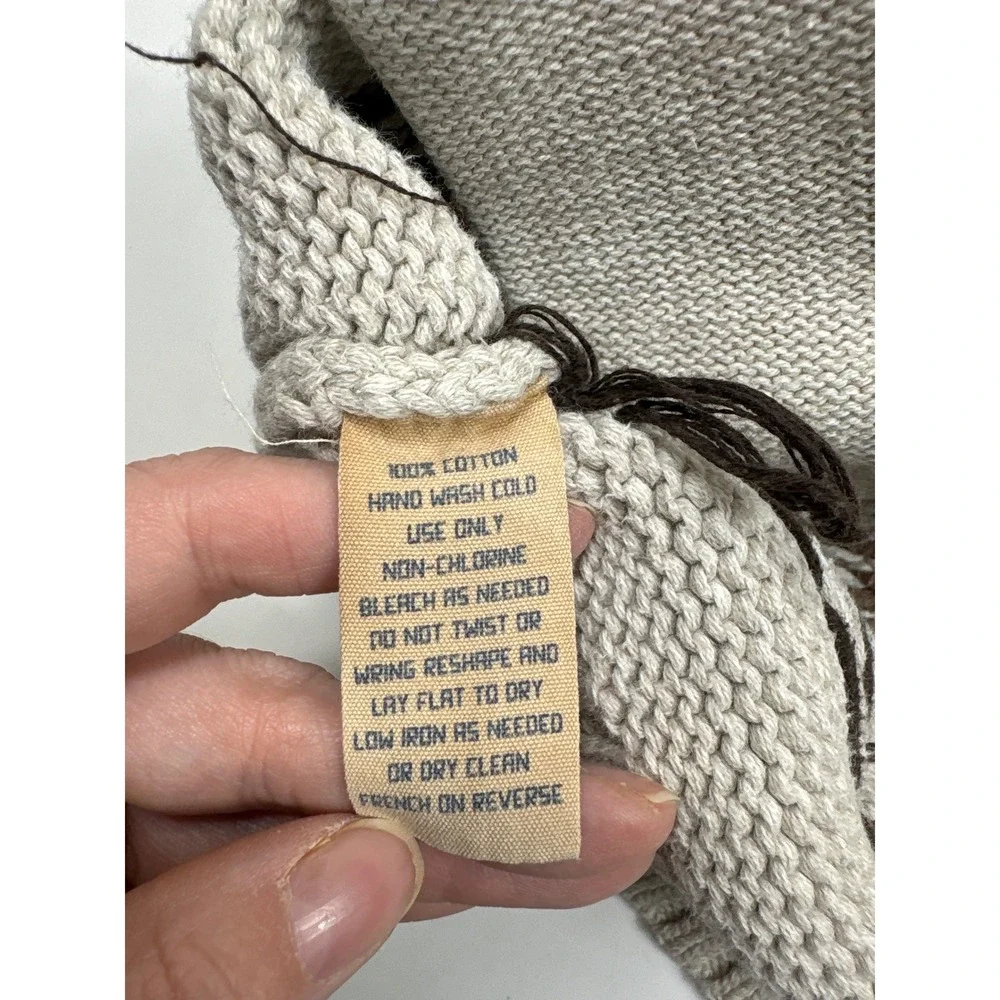 100% COTTON
HAND WASH COLD
USE ONLY
NON-CHLORINE
BLEACH AS NEEDED
DO NOT TWIST OR
WRING RESHAPE AND
LAY FLAT TO DRY
LOW IRON AS NEEDED
OR DRY CLEAN
FRENCH ON REVERSE